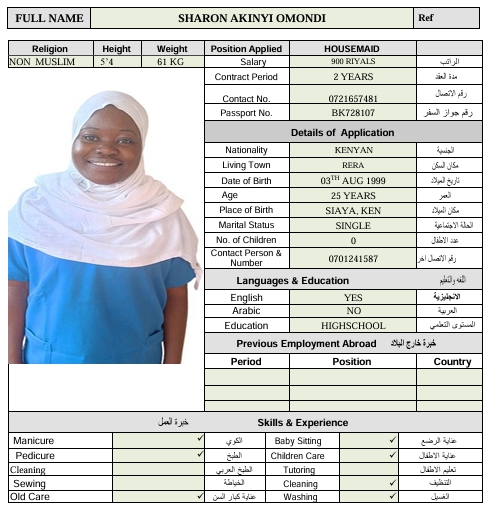 FULL NAME SHARON AKINYI OMONDI Ref
Religion Height Weight Position Applied HOUSEMAID
NON MUSLIM 5’4 61 KG Salary 900 RIYALS الراتب
Contract Period 2 YEARS مدة العقد
Contact No. 0721657481 رقم الاتصال
Passport No. BK728107 رقم جواز السفر
Details of Application
Nationality KENYAN الجنسية
Living Town RERA مكان السكن
Date of Birth 03TH AUG 1999 تاريخ الميلاد
Age 25 YEARS العمر
Place of Birth SIAYA, KEN مكان الميلاد
Marital Status SINGLE الحالة الاجتماعية
No. of Children 0 عدد الاطفال
Contact Person & Number 0701241587 رقم الاتصال اخر
Languages & Education اللغه والتعليم
English YES الانجليزية
Arabic NO العربية
Education HIGHSCHOOL المستوى التعلمي
Previous Employment Abroad خبرة خارج البلاد
Period Position Country
خبرة العمل Skills & Experience
Manicure ✓ الكوي Baby Sitting ✓ عناية الرضع
Pedicure ✓ الطبخ Children Care ✓ عناية الاطفال
Cleaning الطبخ العربي Tutoring تعليم الاطفال
Sewing الخياطة Cleaning ✓ التنظيف
Old Care ✓ عناية كبار السن Washing ✓ الغسيل